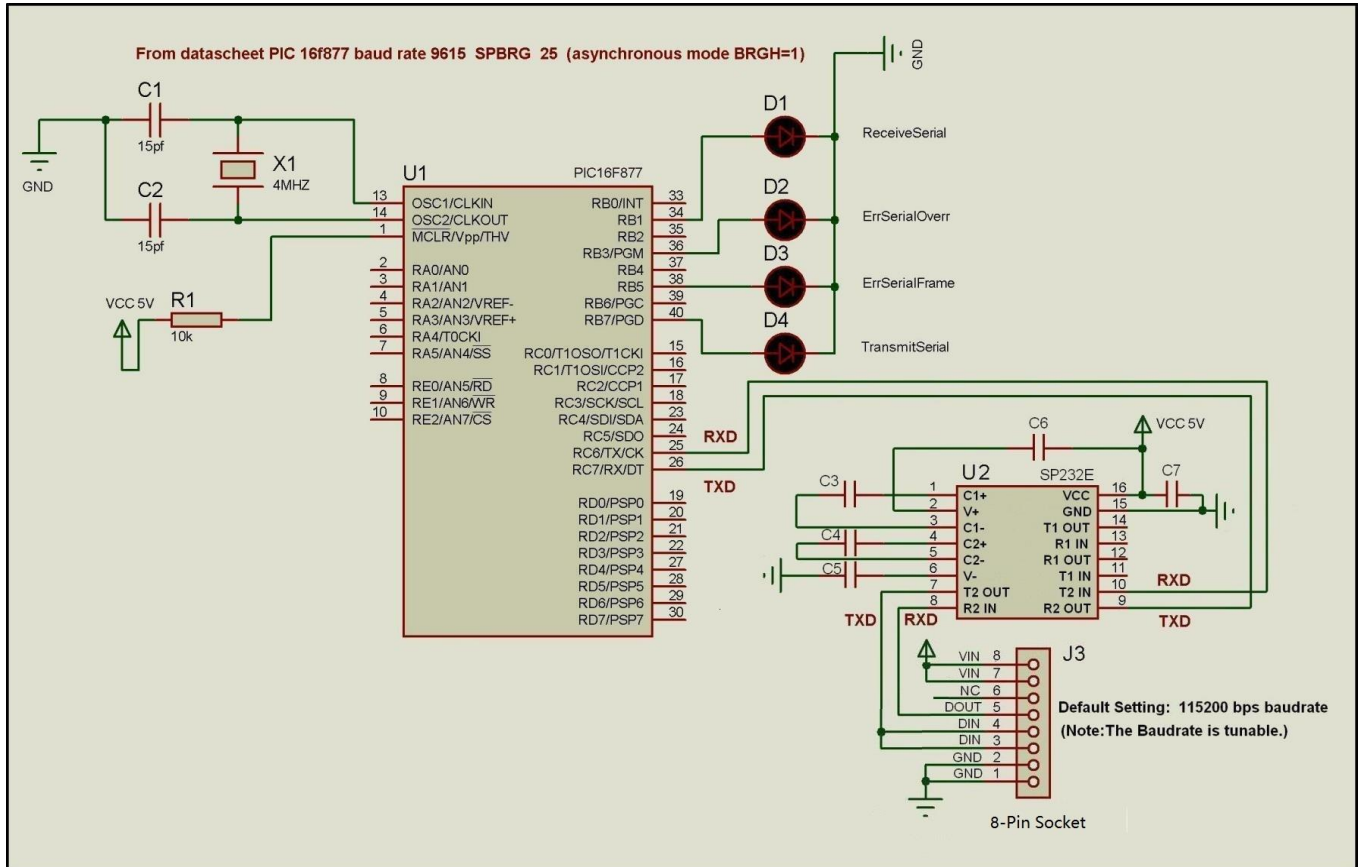 From datascheet PIC 16f877 baud rate 9615 SPBRG 25 (asynchronous mode BRGH=1)
GND
C1
15pf
GND
X1
4MHZ
C2
15pf
VCC 5V
R1
10k
U1
PIC16F877
13 OSC1/CLKIN
14 OSC2/CLKOUT
1 MCLR/Vpp/THV
2 RA0/AN0
3 RA1/AN1
4 RA2/AN2/VREF-
5 RA3/AN3/VREF+
6 RA4/T0CKI
7 RA5/AN4/SS
8 RE0/AN5/RD
9 RE1/AN6/WR
10 RE2/AN7/CS
RB0/INT 33
RB1 34
RB2 35
RB3/PGM 36
RB4 37
RB5 38
RB6/PGC 39
RB7/PGD 40
RC0/T1OSO/T1CKI 15
RC1/T1OSI/CCP2 16
RC2/CCP1 17
RC3/SCK/SCL 18
RC4/SDI/SDA 23
RC5/SDO 24
RC6/TX/CK 25
RC7/RX/DT 26
RD0/PSP0 19
RD1/PSP1 20
RD2/PSP2 21
RD3/PSP3 22
RD4/PSP4 27
RD5/PSP5 28
RD6/PSP6 29
RD7/PSP7 30
RXD
TXD
D1
ReceiveSerial
D2
ErrSerialOverr
D3
ErrSerialFrame
D4
TransmitSerial
C6
VCC 5V
C7
C3
C4
C5
U2
SP232E
1 C1+
2 V+
3 C1-
4 C2+
5 C2-
6 V-
7 T2 OUT
8 R2 IN
VCC 16
GND 15
T1 OUT 14
R1 IN 13
R1 OUT 12
T1 IN 11
T2 IN 10
R2 OUT 9
RXD
TXD
TXD
RXD
J3
VIN 8
VIN 7
NC 6
DOUT 5
DIN 4
DIN 3
GND 2
GND 1
Default Setting: 115200 bps baudrate
(Note:The Baudrate is tunable.)
8-Pin Socket